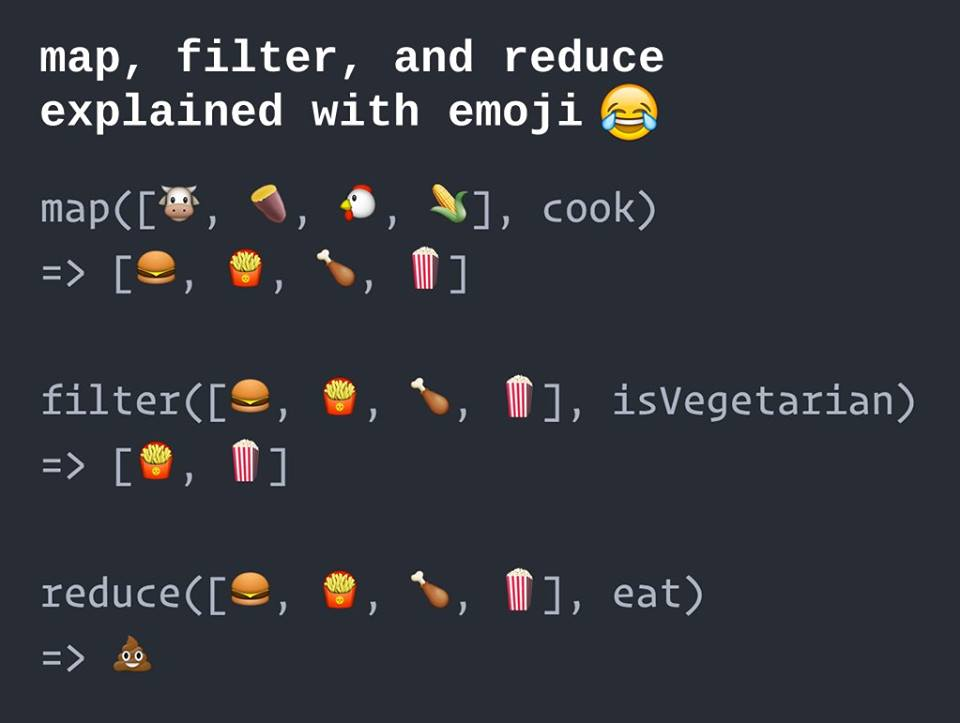 map, filter, and reduce
explained with emoji 😂
map([🐮, 🍠, 🐔, 🌽], cook)
=> [🍔, 🍟, 🍗, 🍿]
filter([🍔, 🍟, 🍗, 🍿], isVegetarian)
=> [🍟, 🍿]
reduce([🍔, 🍟, 🍗, 🍿], eat)
=> 💩